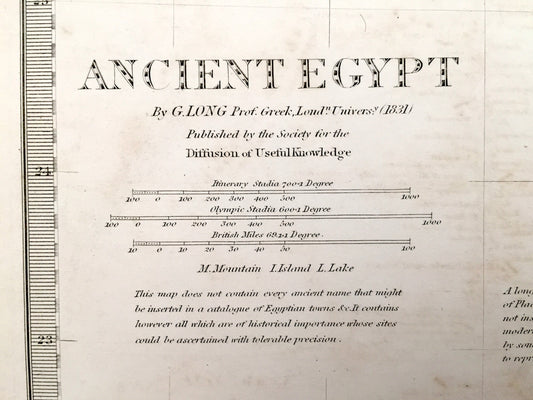 25
ANCIENT EGYPT
By G. LONG Prof. Greek, Lond.n Univers.y (1831)
Published by the Society for the
Diffusion of Useful Knowledge
24
Itinerary Stadia 700=1 Degree
100 0 100 200 300 400 500 1000
Olympic Stadia 600=1 Degree
100 0 100 200 300 400 500 1000
British Miles 69.1=1 Degree.
10 0 10 20 30 40 50 100
M. Mountain I. Island L. Lake
This map does not contain every ancient name that might
be inserted in a catalogue of Egyptian towns &c. It contains
however all which are of historical importance whose sites
could be ascertained with tolerable precision.
23
A long
of Plac
not ins
modern
by som
to repr